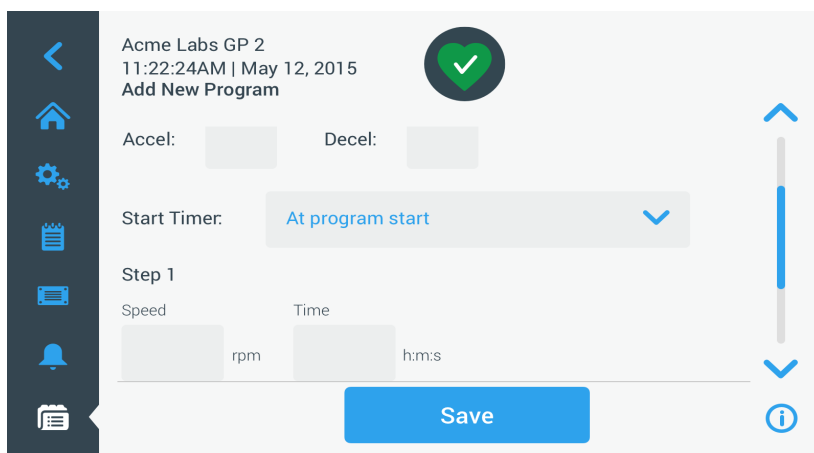 Acme Labs GP 2
11:22:24AM | May 12, 2015
Add New Program
Accel: Decel:
Start Timer: At program start
Step 1
Speed Time
rpm h:m:s
Save